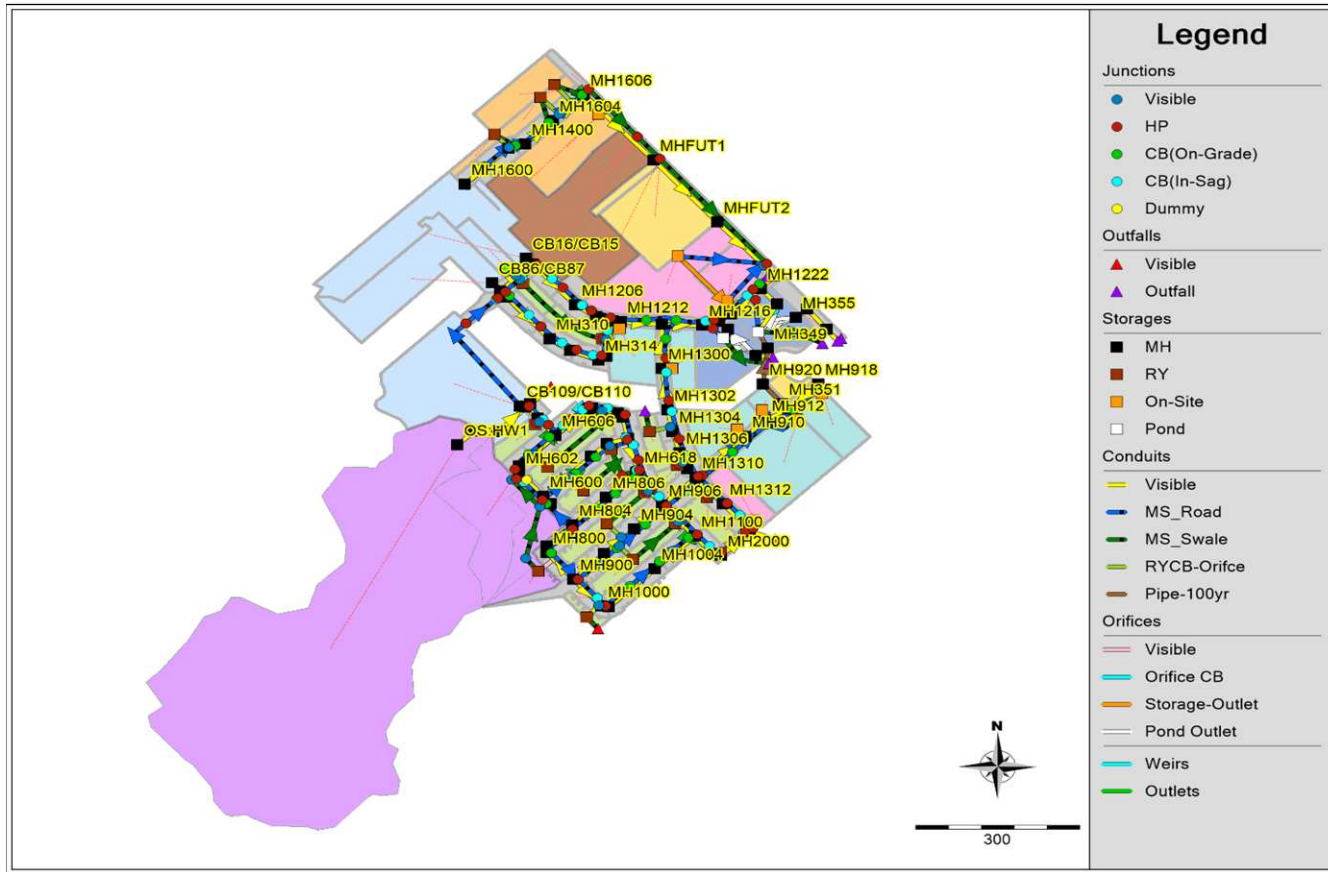 Legend
Junctions
Visible
HP
CB(On-Grade)
CB(In-Sag)
Dummy
Outfalls
Visible
Outfall
Storages
MH
RY
On-Site
Pond
Conduits
Visible
MS_Road
MS_Swale
RYCB-Orifce
Pipe-100yr
Orifices
Visible
Orifice CB
Storage-Outlet
Pond Outlet
Weirs
Outlets
MH1606
MH1604
MH1400
MH1600
MHFUT1
MHFUT2
CB16/CB15
CB86/CB87
MH1222
MH1206
MH355
MH1212
MH1216
MH310
MH349
MH314
MH1300
MH920
MH918
CB109/CB110
MH351
MH1302
MH912
MH1304
MH910
MH606
OS:HW1
MH1306
MH602
MH618
MH1310
MH600
MH806
MH906
MH1312
MH804
MH904
MH1100
MH800
MH2000
MH900
MH1004
MH1000
N
300